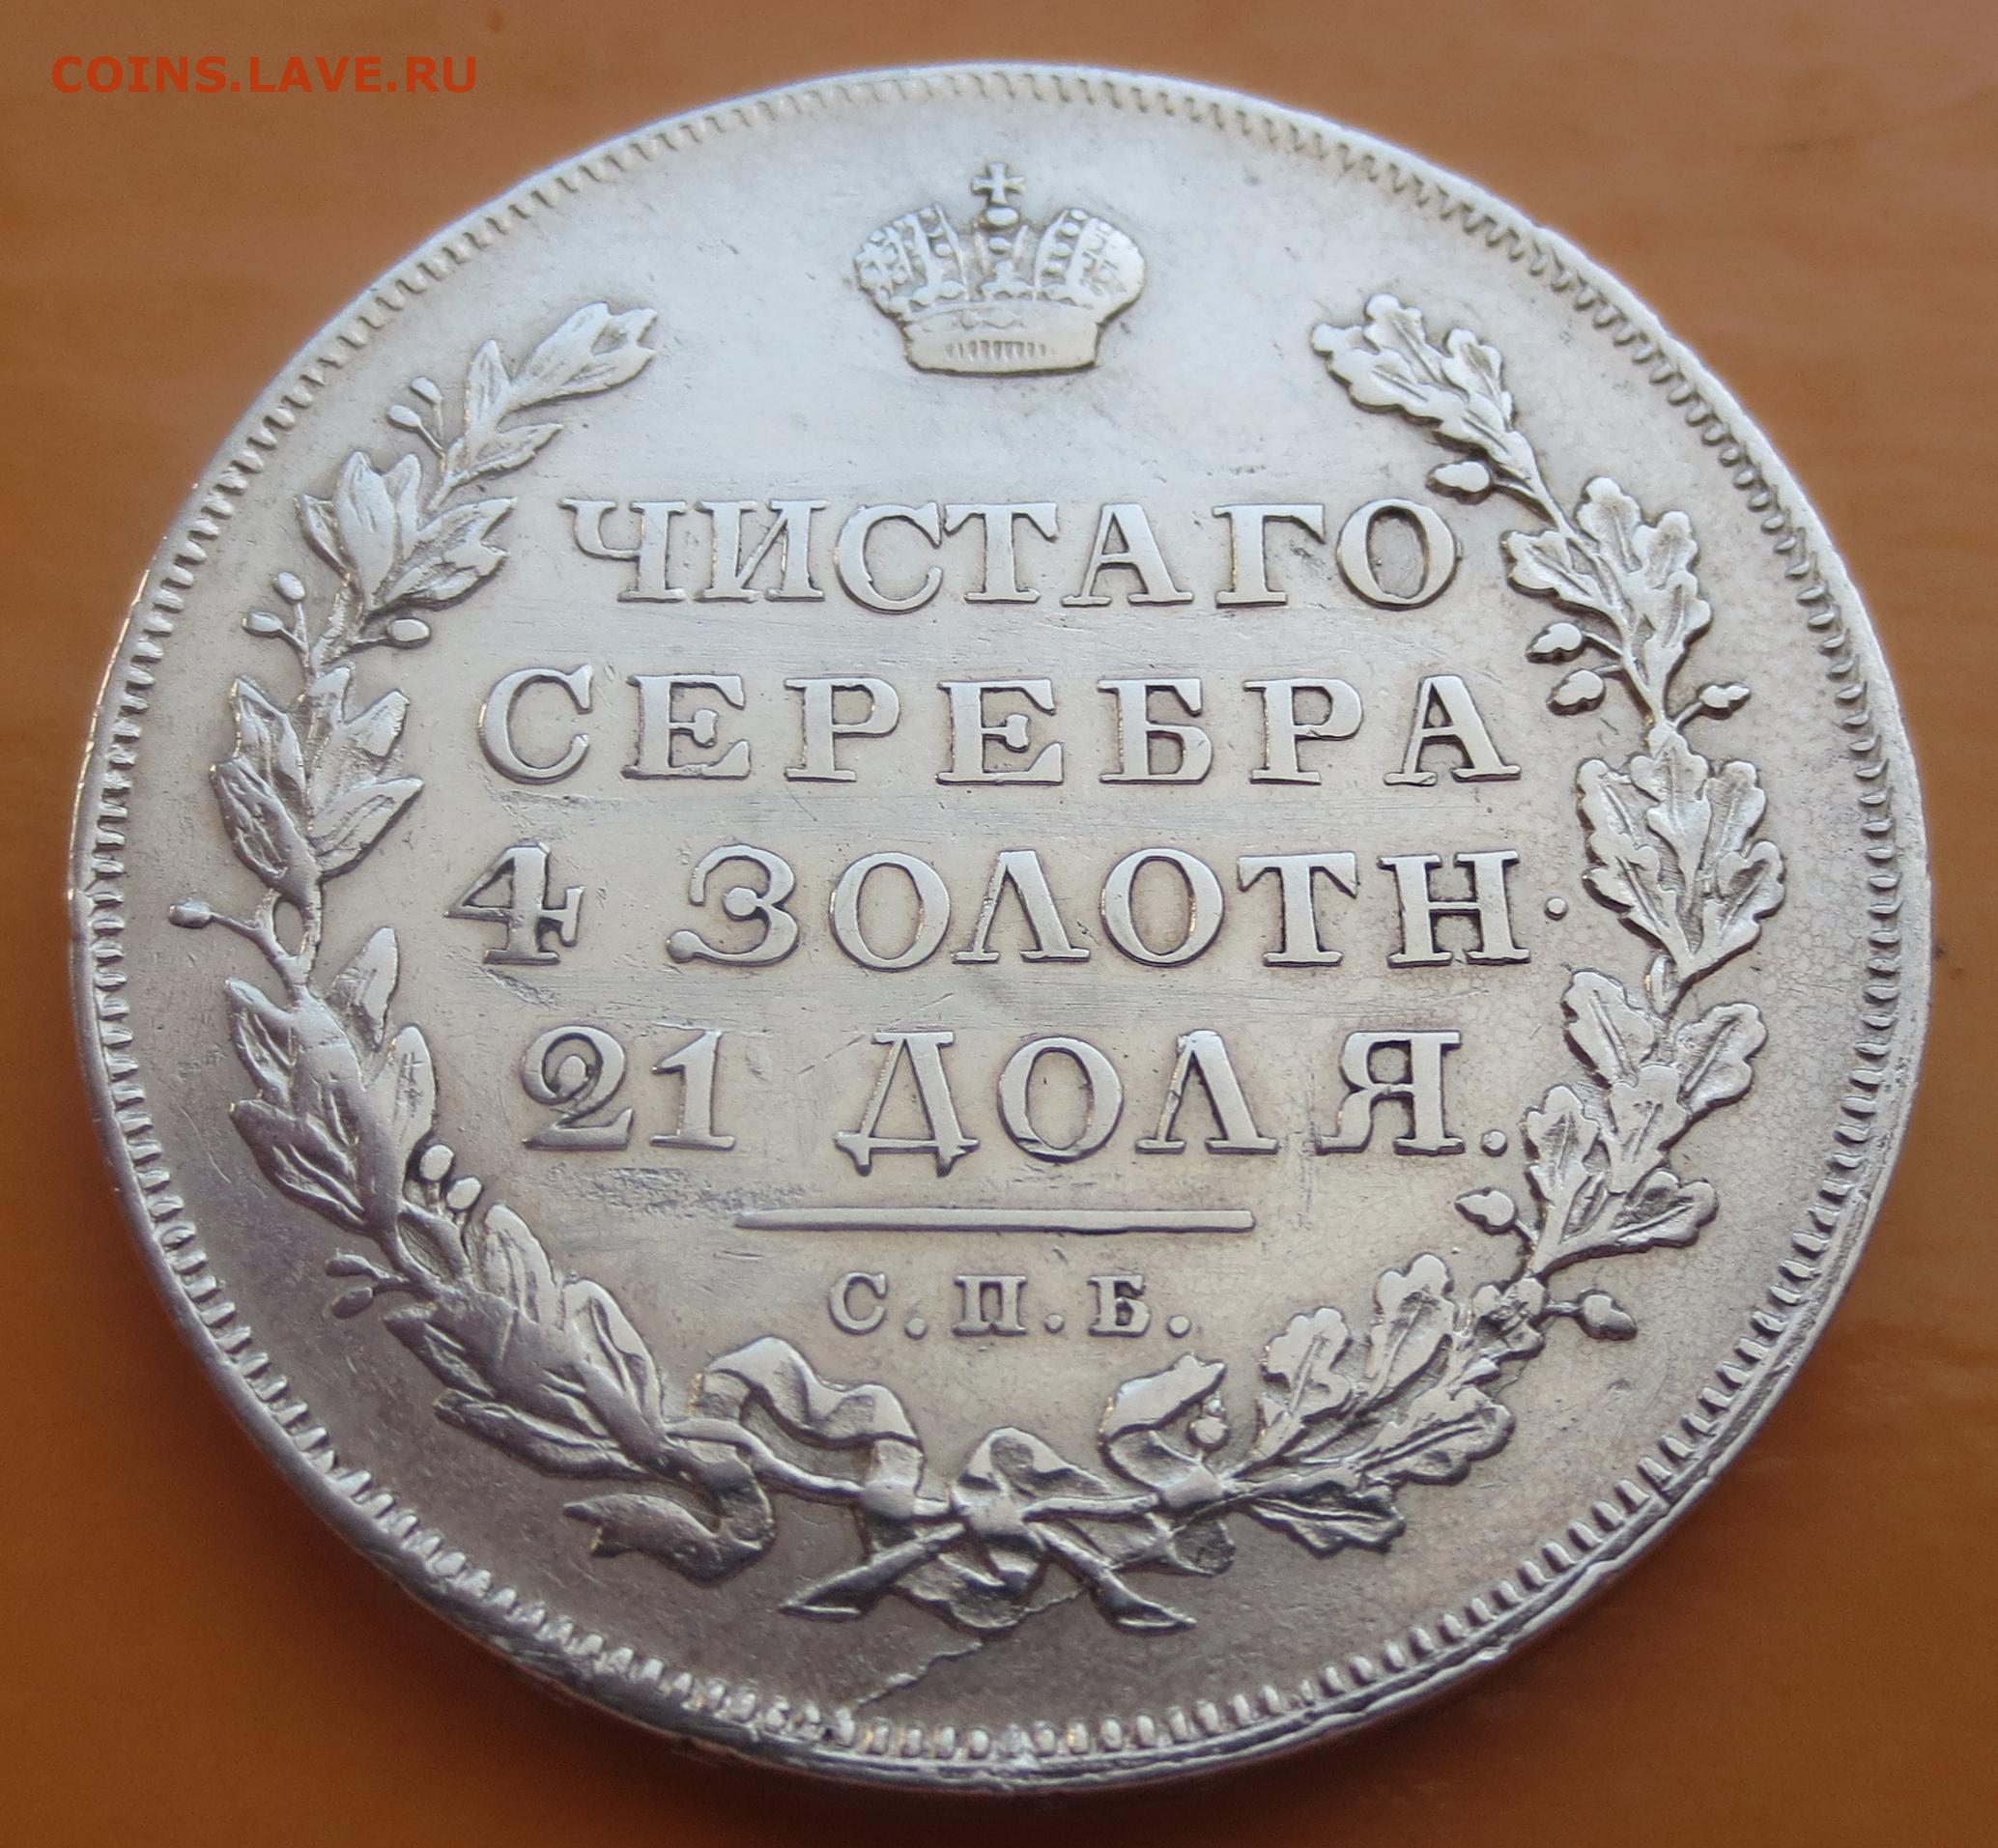 COINS.LAVE.RU
ЧИСТАГО
СЕРЕБРА
4 ЗОЛОТН·
21 ДОЛЯ.
С.П.Б.